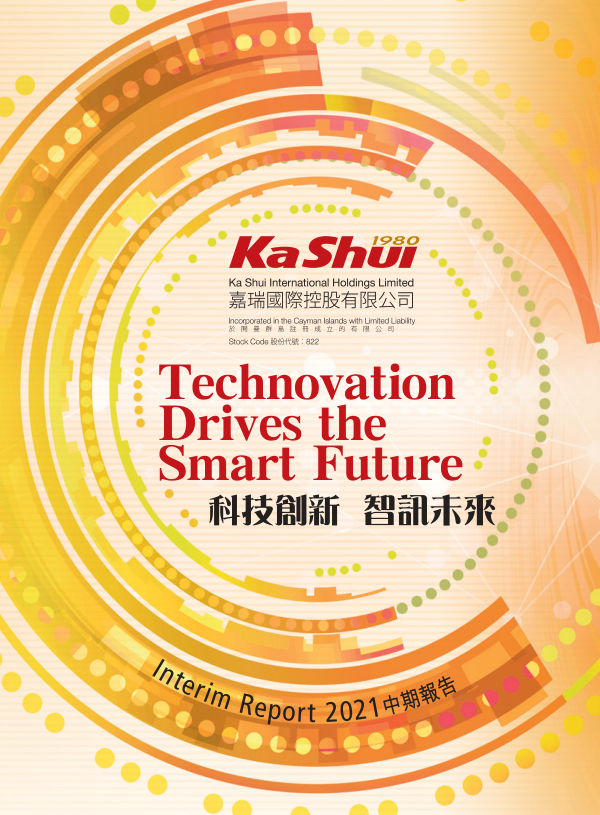 1980
Ka Shui
Ka Shui International Holdings Limited
嘉瑞國際控股有限公司
Incorporated in the Cayman Islands with Limited Liability
於開曼群島註冊成立的有限公司
Stock Code 股份代號：822
Technovation
Drives the
Smart Future
科技創新 智訊未來
Interim Report 2021 中期報告